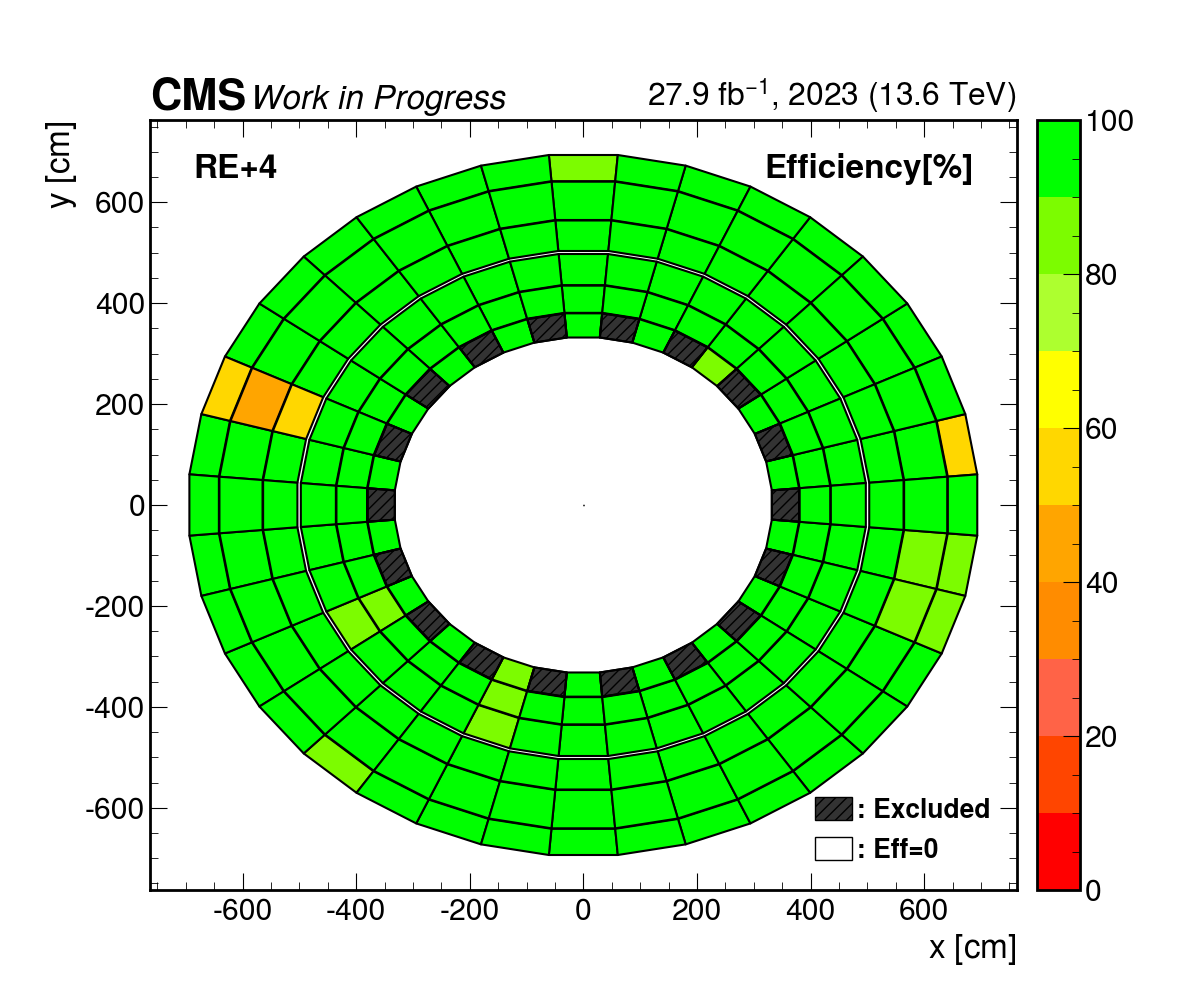 CMS Work in Progress 27.9 fb⁻¹, 2023 (13.6 TeV)
y [cm]
RE+4 Efficiency[%]
600
400
200
0
-200
-400
-600
-600 -400 -200 0 200 400 600
x [cm]
: Excluded
: Eff=0
100
80
60
40
20
0